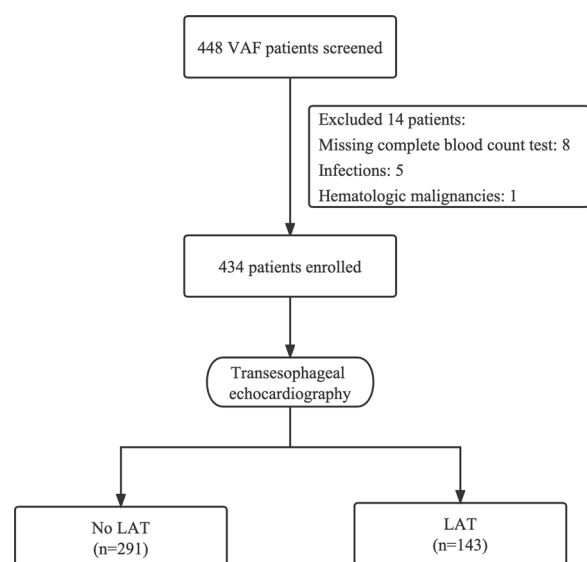 448 VAF patients screened
Excluded 14 patients:
Missing complete blood count test: 8
Infections: 5
Hematologic malignancies: 1
434 patients enrolled
Transesophageal
echocardiography
No LAT
(n=291)
LAT
(n=143)